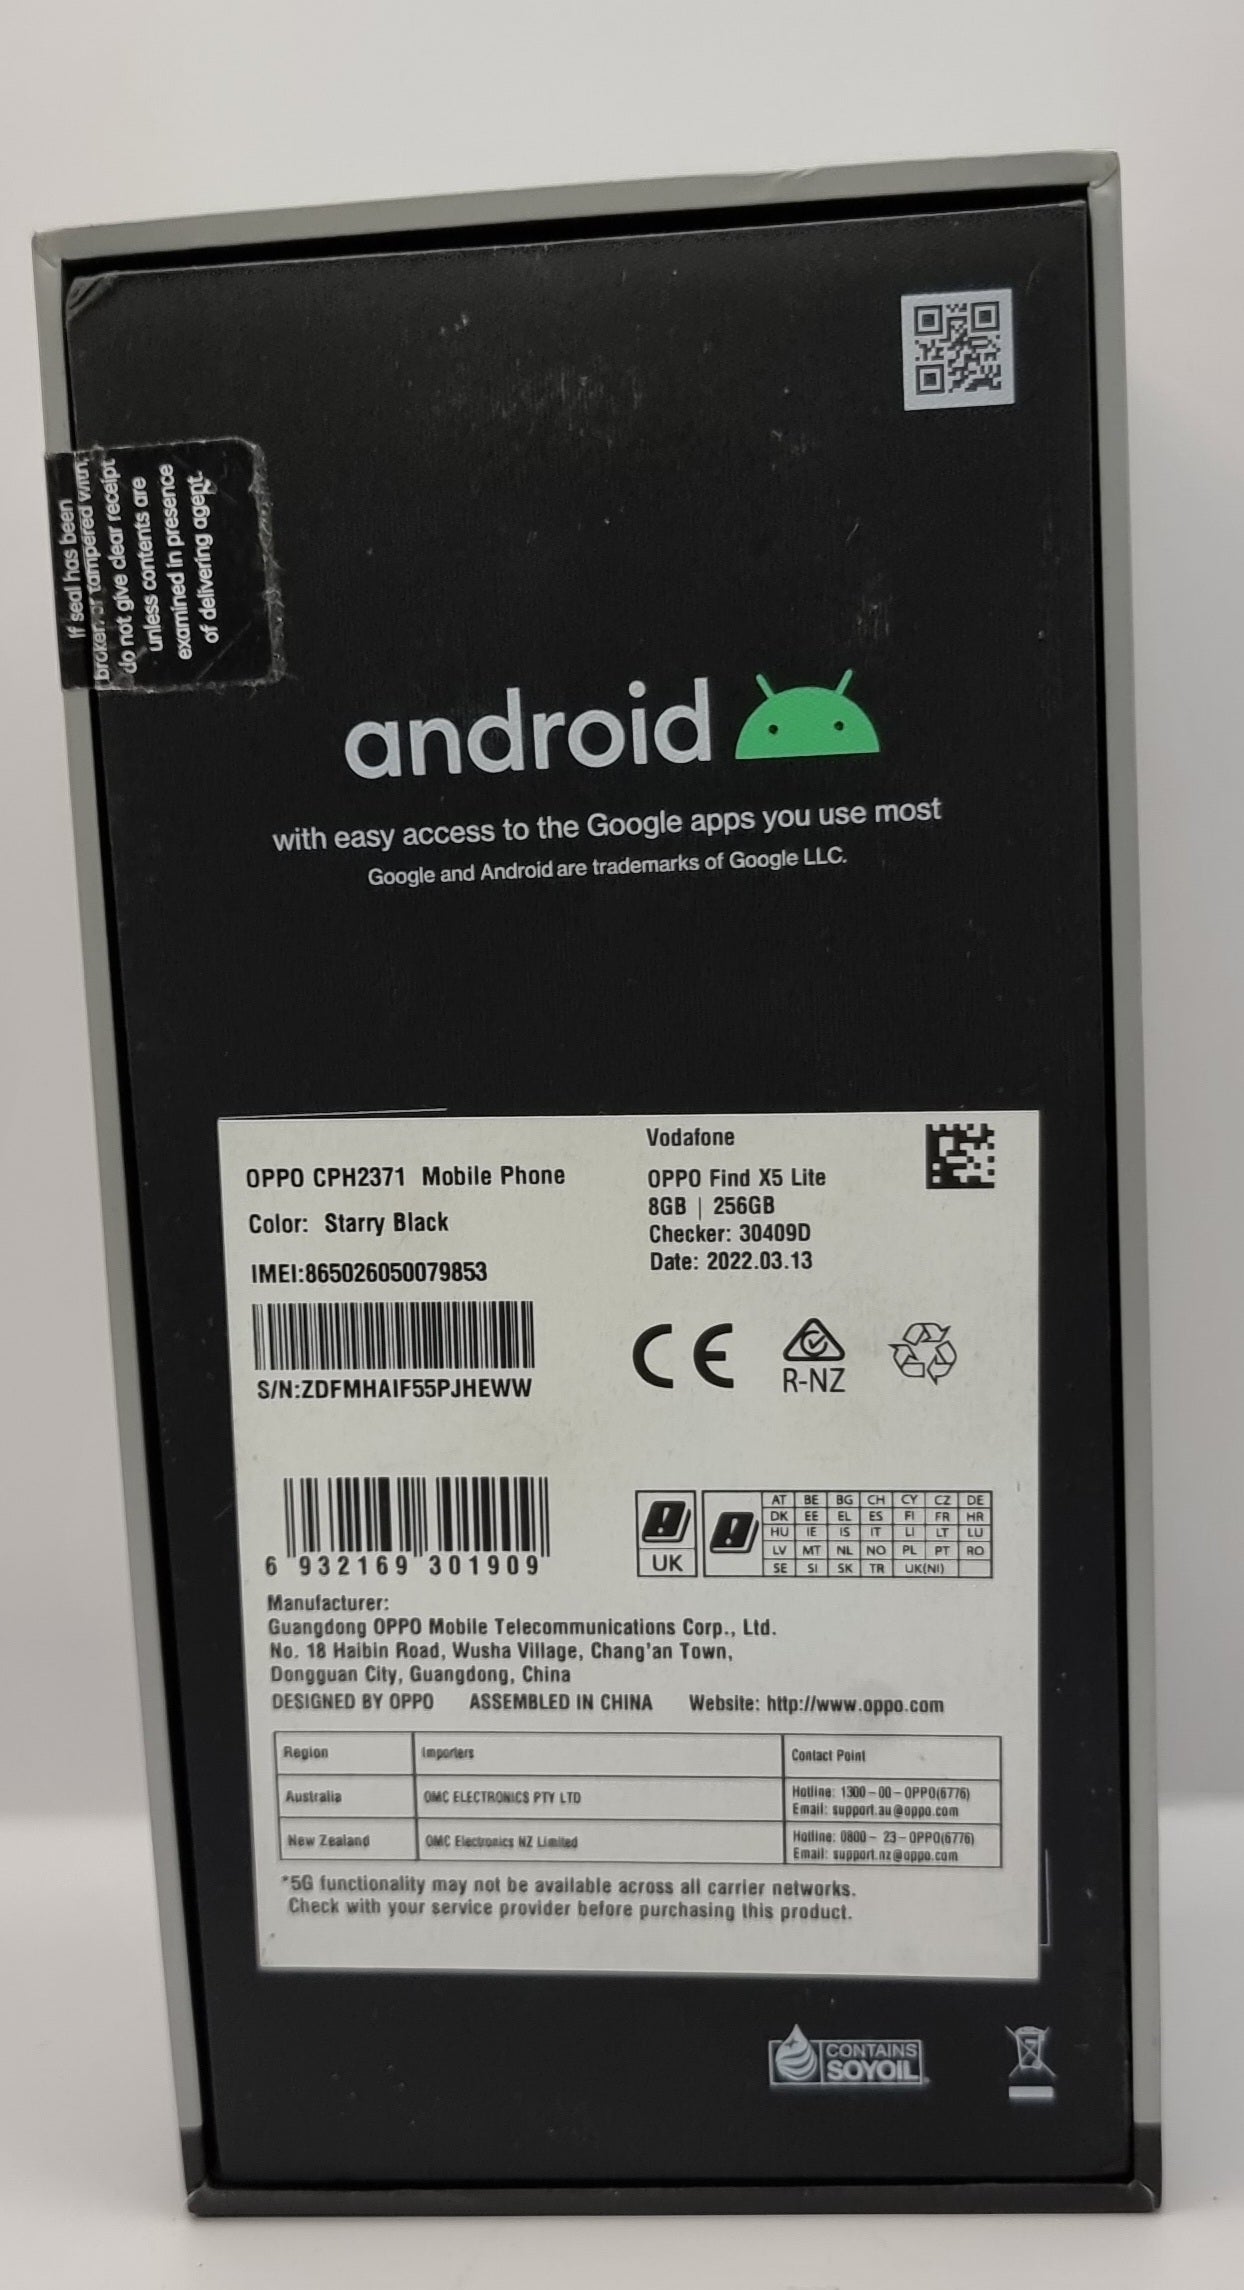 If seal has been
broken or tampered with,
do not give clear receipt
unless contents are
examined in presence
of delivering agent.
android
with easy access to the Google apps you use most
Google and Android are trademarks of Google LLC.
OPPO CPH2371 Mobile Phone
Color: Starry Black
IMEI:865026050079853
S/N:ZDFMHAIF55PJHEWW
Vodafone
OPPO Find X5 Lite
8GB | 256GB
Checker: 30409D
Date: 2022.03.13
CE
R-NZ
6 932169 301909
UK
AT BE BG CH CY CZ DE
DK EE EL ES FI FR HR
HU IE IS IT LI LT LU
LV MT NL NO PL PT RO
SE SI SK TR UK(NI)
Manufacturer:
Guangdong OPPO Mobile Telecommunications Corp., Ltd.
No. 18 Haibin Road, Wusha Village, Chang'an Town,
Dongguan City, Guangdong, China
DESIGNED BY OPPO ASSEMBLED IN CHINA Website: http://www.oppo.com
Region Importers Contact Point
Australia OMC ELECTRONICS PTY LTD Hotline: 1300-00-OPPO(6776)
Email: support.au@oppo.com
New Zealand OMC Electronics NZ Limited Hotline: 0800- 23-OPPO(6776)
Email: support.nz@oppo.com
*5G functionality may not be available across all carrier networks.
Check with your service provider before purchasing this product.
CONTAINS
SOYOIL